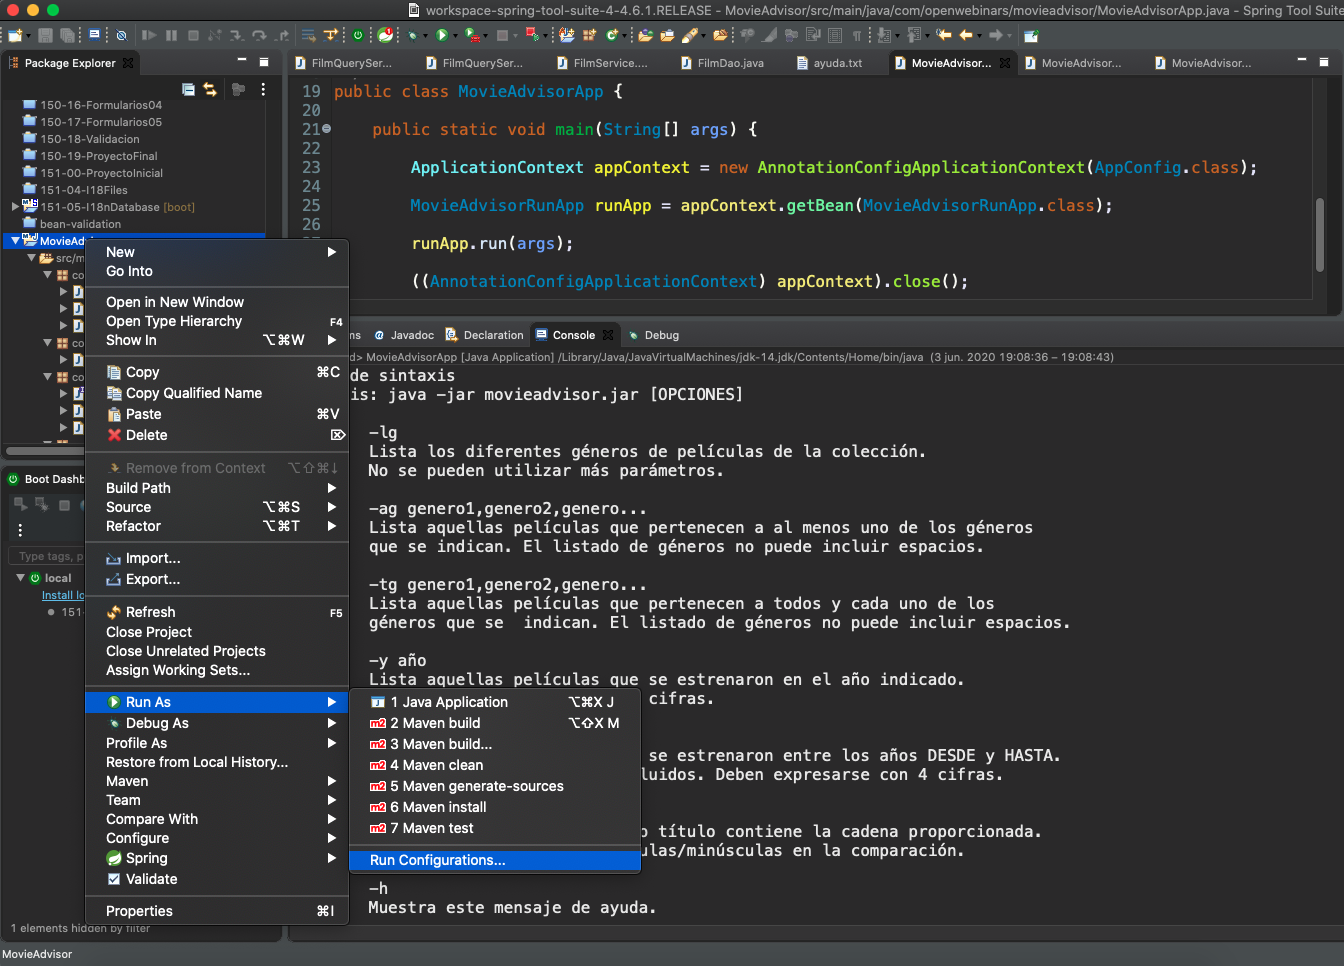 workspace-spring-tool-suite-4-4.6.1.RELEASE - MovieAdvisor/src/main/java/com/openwebinars/movieadvisor/MovieAdvisorApp.java - Spring Tool Suite
Package Explorer
FilmQuerySer...
FilmQuerySer...
FilmService....
FilmDao.java
ayuda.txt
MovieAdvisor...
MovieAdvisor...
MovieAdvisor...
150-16-Formularios04
150-17-Formularios05
150-18-Validacion
150-19-ProyectoFinal
151-00-ProyectoInicial
151-04-I18Files
151-05-I18nDatabase [boot]
bean-validation
MovieAdvi
src/m
co
co
co
19 public class MovieAdvisorApp {
20
21 public static void main(String[] args) {
22
23 ApplicationContext appContext = new AnnotationConfigApplicationContext(AppConfig.class);
24
25 MovieAdvisorRunApp runApp = appContext.getBean(MovieAdvisorRunApp.class);
26
runApp.run(args);
((AnnotationConfigApplicationContext) appContext).close();
New
Go Into
Open in New Window
Open Type Hierarchy F4
Show In ⌥⌘W
Copy ⌘C
Copy Qualified Name
Paste ⌘V
Delete ⌦
Remove from Context ⌥⇧⌘↓
Build Path
Source ⌥⌘S
Refactor ⌥⌘T
Import...
Export...
Refresh F5
Close Project
Close Unrelated Projects
Assign Working Sets...
Run As
Debug As
Profile As
Restore from Local History...
Maven
Team
Compare With
Configure
Spring
Validate
Properties ⌘I
1 Java Application ⌥⌘X J
2 Maven build ⌥⇧X M
3 Maven build...
4 Maven clean
5 Maven generate-sources
6 Maven install
7 Maven test
Run Configurations...
ms
Javadoc
Declaration
Console
Debug
d> MovieAdvisorApp [Java Application] /Library/Java/JavaVirtualMachines/jdk-14.jdk/Contents/Home/bin/java (3 jun. 2020 19:08:36 – 19:08:43)
de sintaxis
is: java -jar movieadvisor.jar [OPCIONES]
-lg
Lista los diferentes géneros de películas de la colección.
No se pueden utilizar más parámetros.
-ag genero1,genero2,genero...
Lista aquellas películas que pertenecen a al menos uno de los géneros
que se indican. El listado de géneros no puede incluir espacios.
-tg genero1,genero2,genero...
Lista aquellas películas que pertenecen a todos y cada uno de los
géneros que se  indican. El listado de géneros no puede incluir espacios.
-y año
Lista aquellas películas que se estrenaron en el año indicado.
cifras.
se estrenaron entre los años DESDE y HASTA.
luidos. Deben expresarse con 4 cifras.
o título contiene la cadena proporcionada.
ulas/minúsculas en la comparación.
-h
Muestra este mensaje de ayuda.
Boot Dashb
Type tags, p
local
Install lo
151-
1 elements hidden by filter
MovieAdvisor